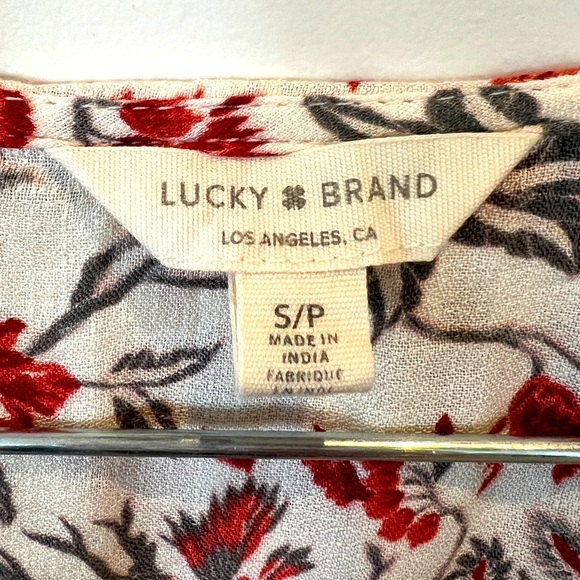 LUCKY BRAND
LOS ANGELES, CA
S/P
MADE IN
INDIA
FABRIQUE